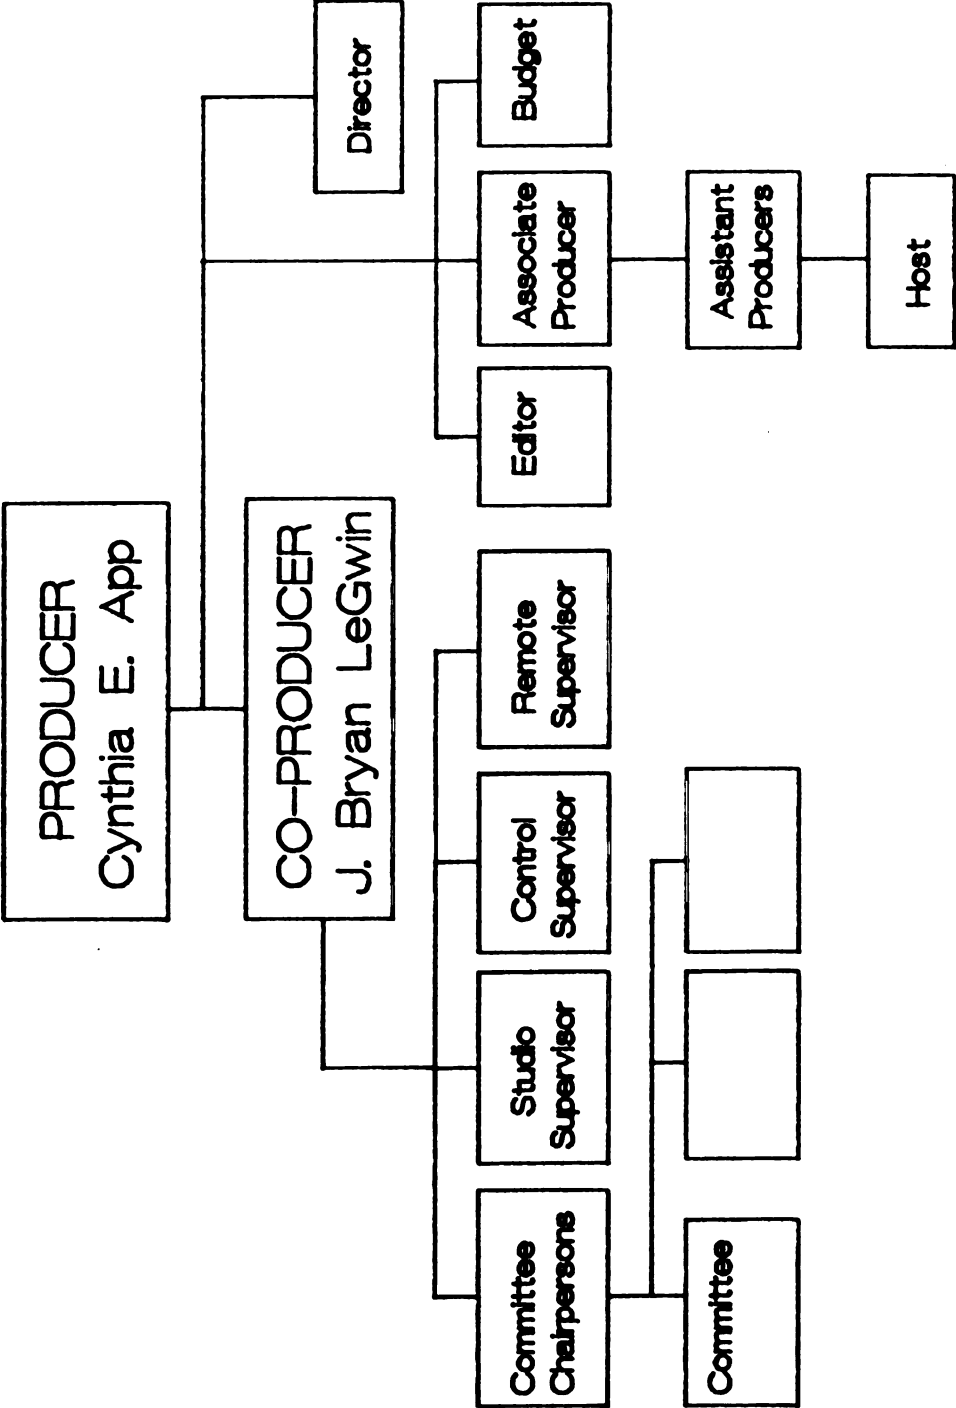 PRODUCER
Cynthia E. App
CO-PRODUCER
J. Bryan LeGwin
Director
Committee
Chairpersons
Studio
Supervisor
Control
Supervisor
Remote
Supervisor
Editor
Associate
Producer
Budget
Committee
Assistant
Producers
Host